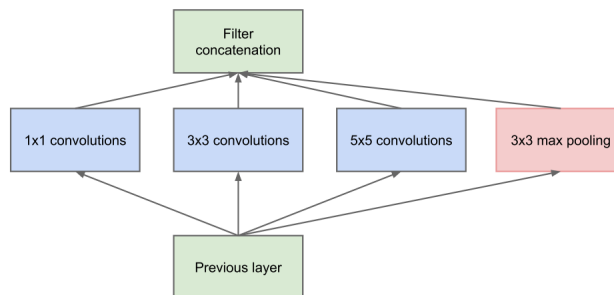 Filter
concatenation
1x1 convolutions
3x3 convolutions
5x5 convolutions
3x3 max pooling
Previous layer